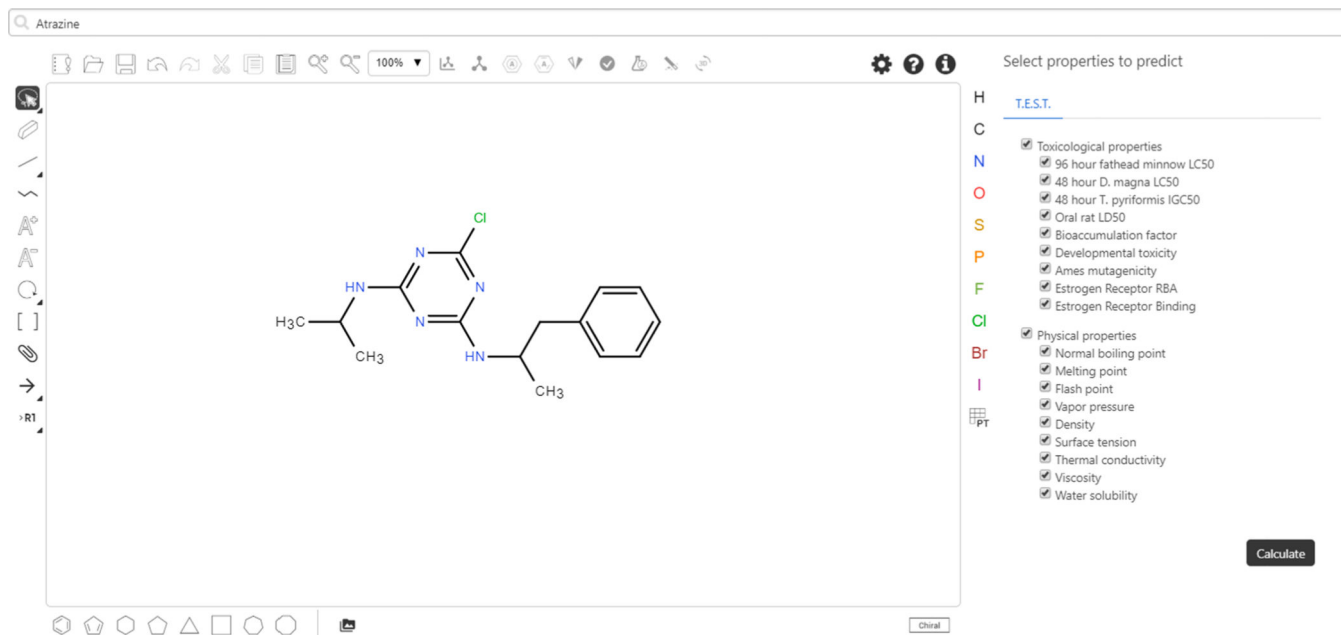 Atrazine
100% ▼
Select properties to predict
T.E.S.T.
Toxicological properties
96 hour fathead minnow LC50
48 hour D. magna LC50
48 hour T. pyriformis IGC50
Oral rat LD50
Bioaccumulation factor
Developmental toxicity
Ames mutagenicity
Estrogen Receptor RBA
Estrogen Receptor Binding
Physical properties
Normal boiling point
Melting point
Flash point
Vapor pressure
Density
Surface tension
Thermal conductivity
Viscosity
Water solubility
Calculate
H
C
N
O
S
P
F
Cl
Br
I
PT
Cl
N
N
HN
N
H3C
CH3
HN
CH3
A+
A-
[ ]
>R1
Chiral